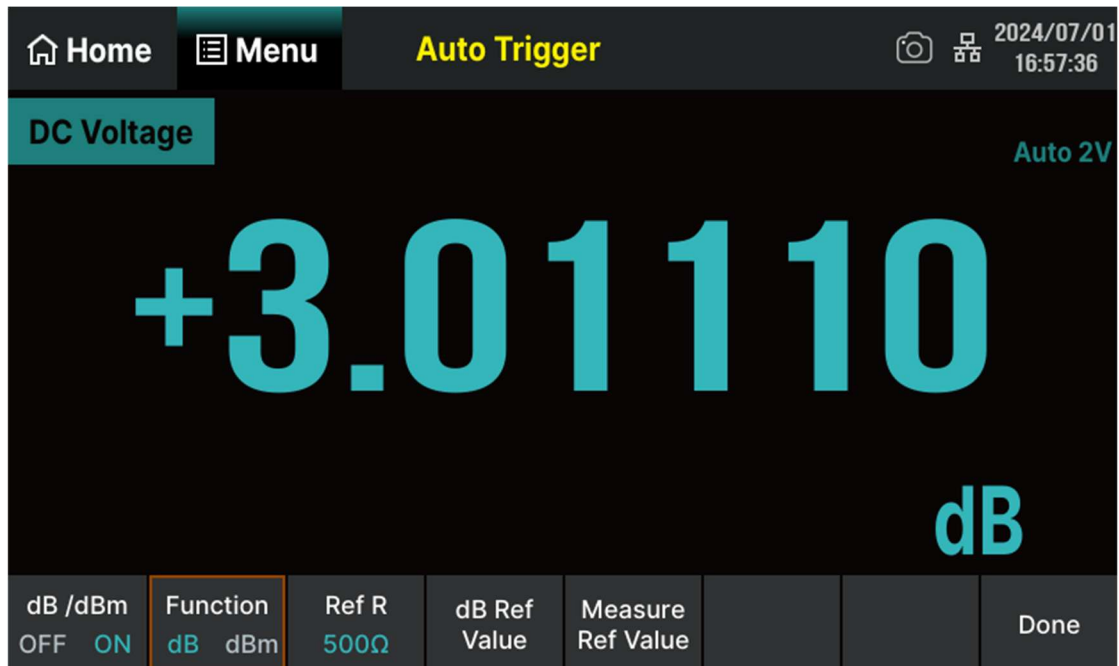 Home Menu Auto Trigger 2024/07/01
16:57:36
DC Voltage
Auto 2V
+3.01110
dB
dB /dBm Function Ref R dB Ref Measure Done
OFF ON dB dBm 500Ω Value Ref Value